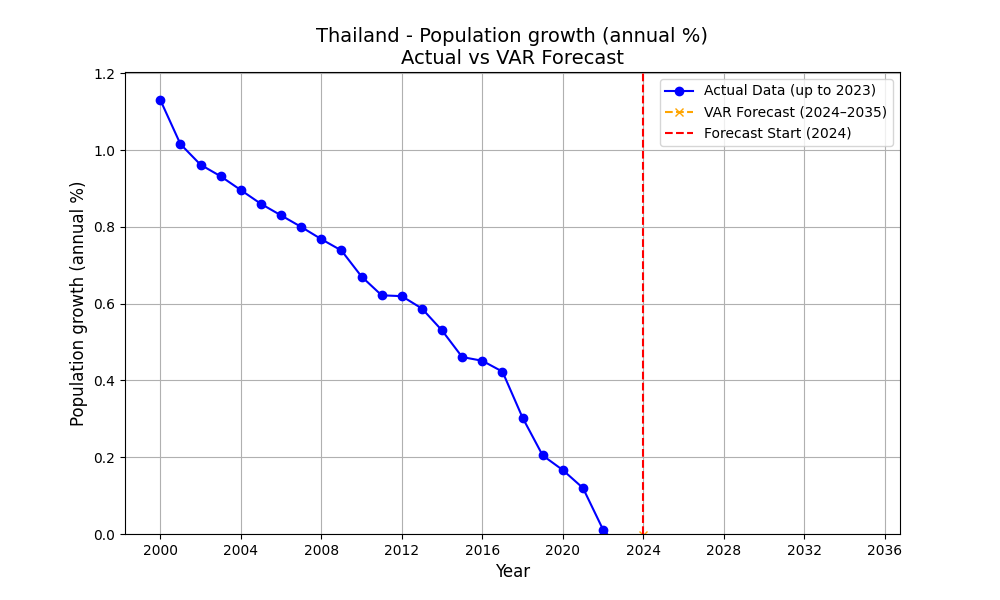 Thailand - Population growth (annual %)
Actual vs VAR Forecast
Actual Data (up to 2023)
VAR Forecast (2024–2035)
Forecast Start (2024)
Population growth (annual %)
1.2
1.0
0.8
0.6
0.4
0.2
0.0
2000 2004 2008 2012 2016 2020 2024 2028 2032 2036
Year